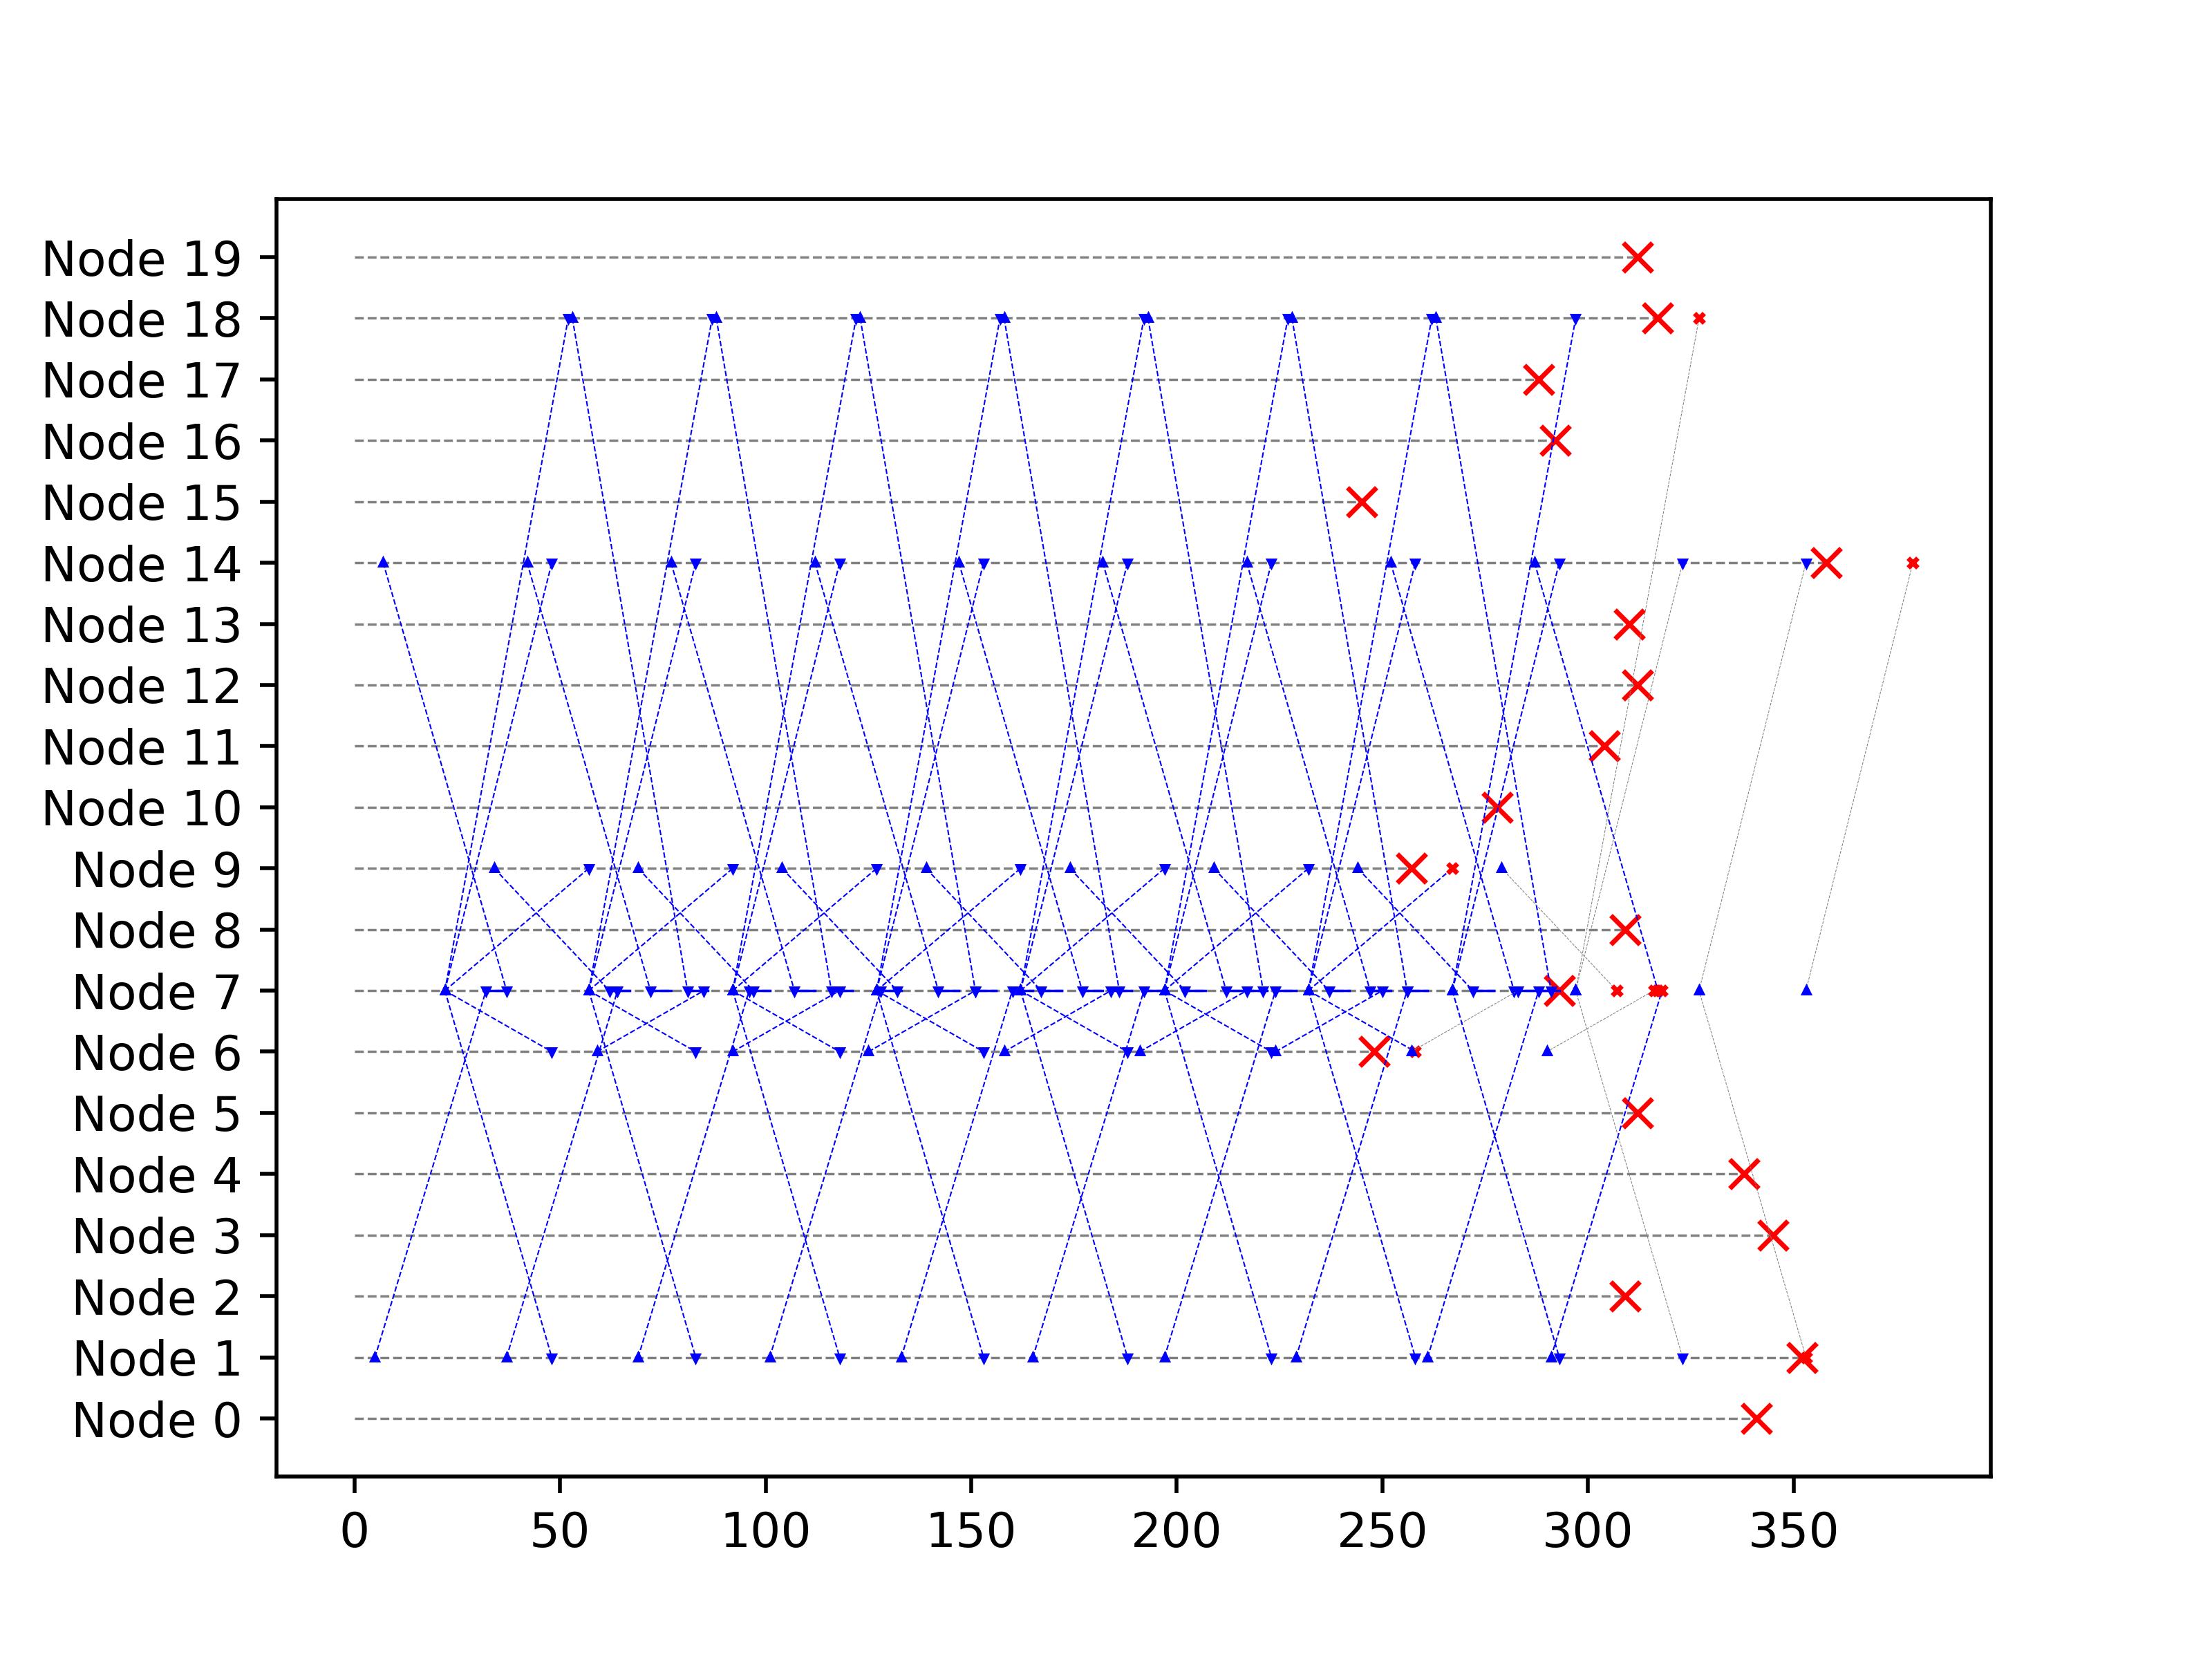 Node 19
Node 18
Node 17
Node 16
Node 15
Node 14
Node 13
Node 12
Node 11
Node 10
Node 9
Node 8
Node 7
Node 6
Node 5
Node 4
Node 3
Node 2
Node 1
Node 0
0 50 100 150 200 250 300 350